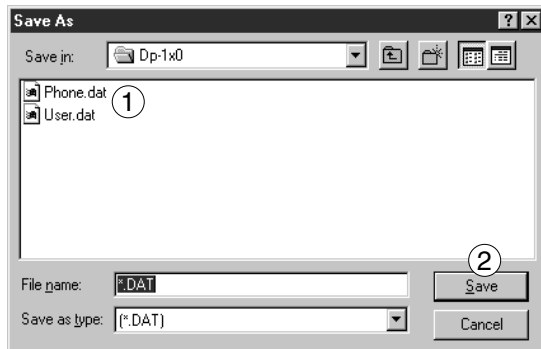 Save As
Save in: Dp-1x0
Phone.dat
1
User.dat
2
File name: *.DAT Save
Save as type: (*.DAT) Cancel